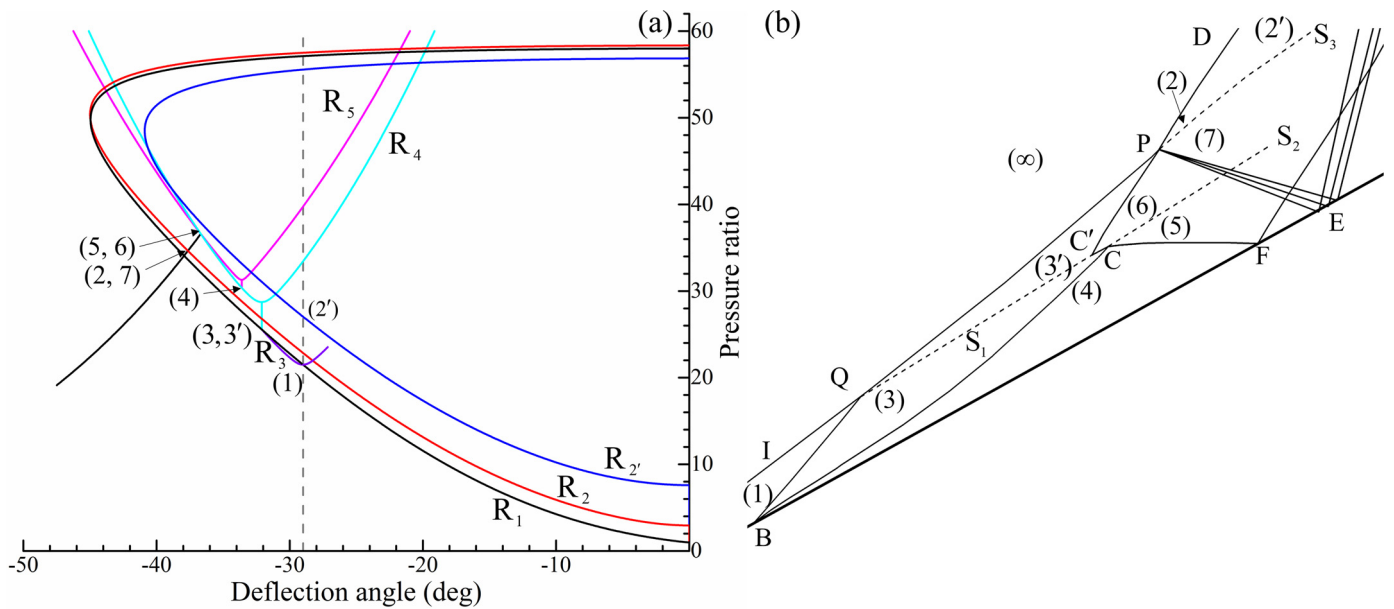 (a)
60
50
40
30
20
10
0
Pressure ratio
R₅
R₄
(5, 6)
(2, 7)
(4)
(2′)
(3, 3′)
R₃
(1)
R₂′
R₂
R₁
-50
-40
-30
-20
-10
Deflection angle (deg)
(b)
D
(2′)
S₃
(2)
P
(7)
S₂
(∞)
(6)
(5)
E
C′
C
F
(3′)
(4)
S₁
Q
(3)
I
(1)
B